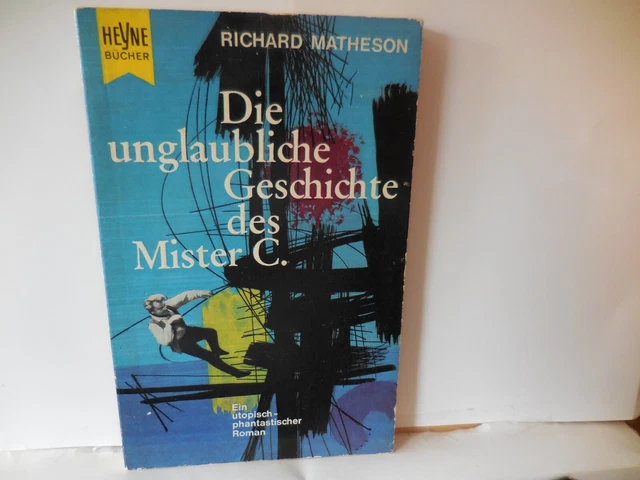 HEYNE
BÜCHER
RICHARD MATHESON
Die
unglaubliche
Geschichte
des
Mister C.
Ein
utopisch-
phantastischer
Roman